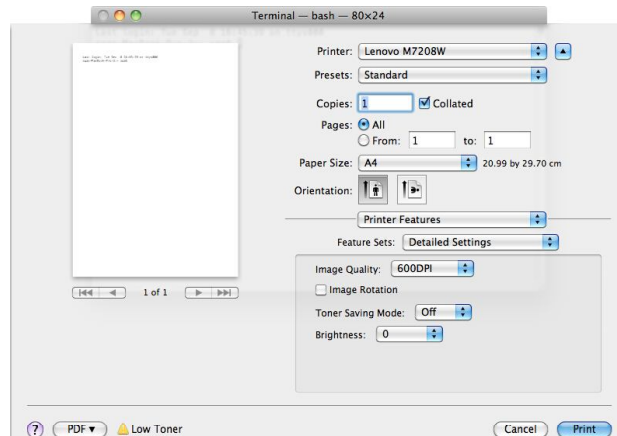 Terminal — bash — 80×24
Printer: Lenovo M7208W
Presets: Standard
Copies: 1 Collated
Pages: All
From: 1 to: 1
Paper Size: A4 20.99 by 29.70 cm
Orientation:
Printer Features
Feature Sets: Detailed Settings
Image Quality: 600DPI
1 of 1
Image Rotation
Toner Saving Mode: Off
Brightness: 0
? PDF Low Toner Cancel Print